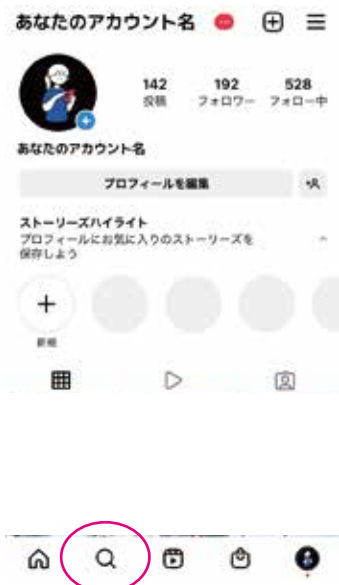 あなたのアカウント名
142 192 528
投稿 フォロワー フォロー中
あなたのアカウント名
プロフィールを編集
ストーリーズハイライト
プロフィールにお気に入りのストーリーズを
保存しよう
新規